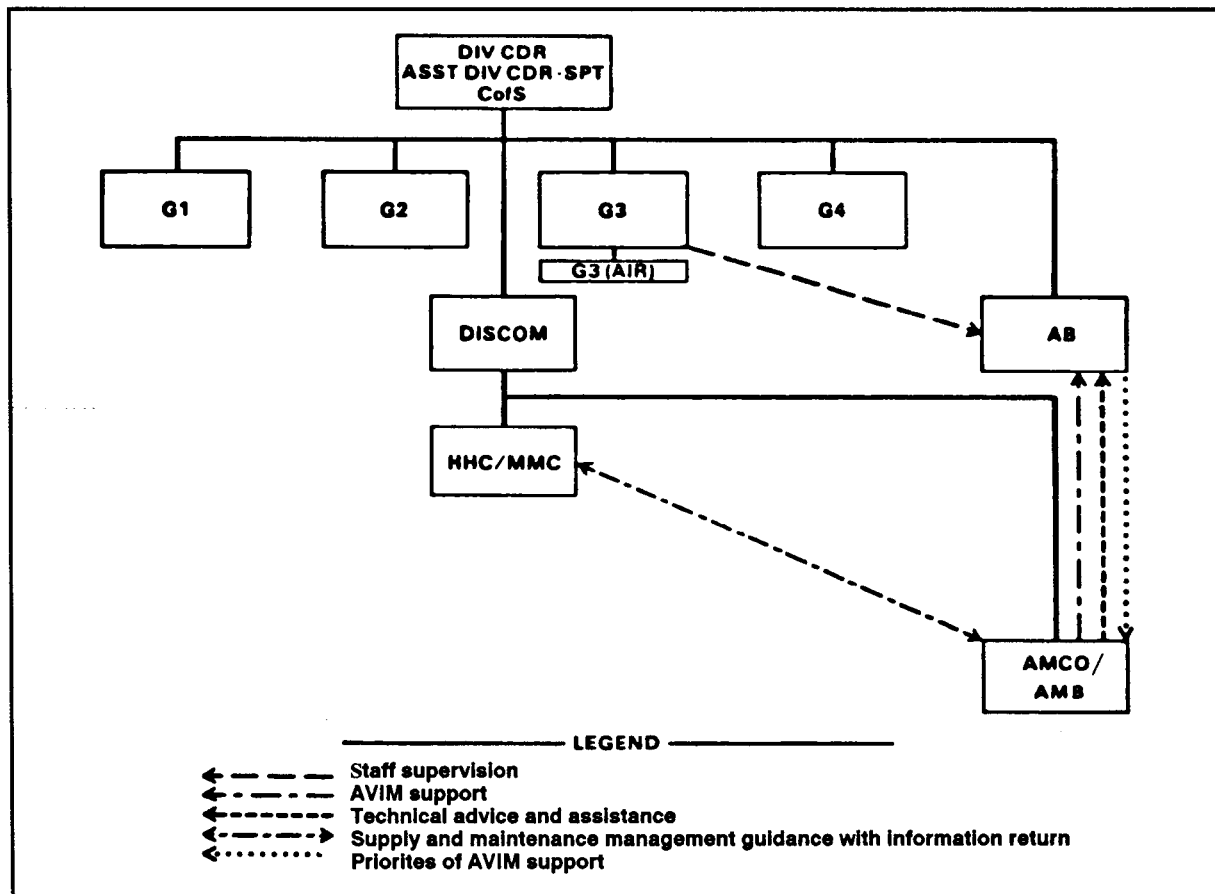 DIV CDR
ASST DIV CDR-SPT
CofS
G1
G2
G3
G4
G3 (AIR)
DISCOM
AB
HHC/MMC
AMCO/
AMB
LEGEND
Staff supervision
AVIM support
Technical advice and assistance
Supply and maintenance management guidance with information return
Priorites of AVIM support